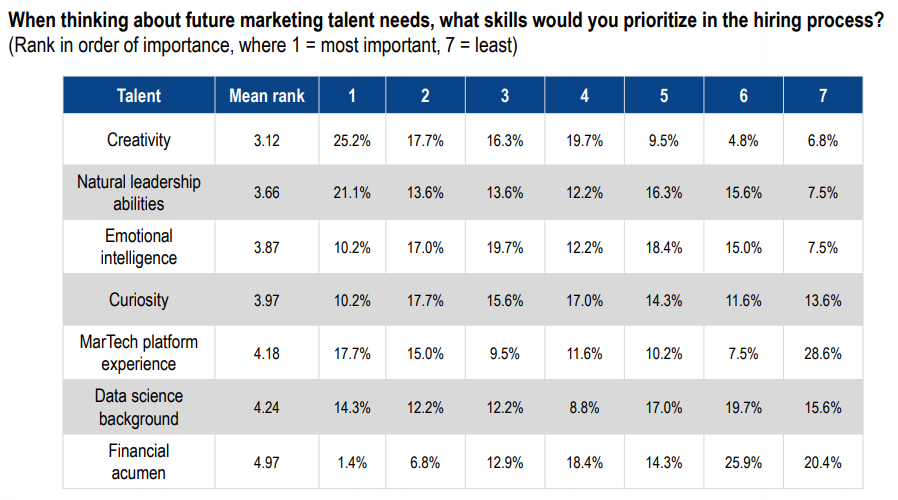 When thinking about future marketing talent needs, what skills would you prioritize in the hiring process?
(Rank in order of importance, where 1 = most important, 7 = least)
Talent Mean rank 1 2 3 4 5 6 7
Creativity 3.12 25.2% 17.7% 16.3% 19.7% 9.5% 4.8% 6.8%
Natural leadership
abilities 3.66 21.1% 13.6% 13.6% 12.2% 16.3% 15.6% 7.5%
Emotional
intelligence 3.87 10.2% 17.0% 19.7% 12.2% 18.4% 15.0% 7.5%
Curiosity 3.97 10.2% 17.7% 15.6% 17.0% 14.3% 11.6% 13.6%
MarTech platform
experience 4.18 17.7% 15.0% 9.5% 11.6% 10.2% 7.5% 28.6%
Data science
background 4.24 14.3% 12.2% 12.2% 8.8% 17.0% 19.7% 15.6%
Financial
acumen 4.97 1.4% 6.8% 12.9% 18.4% 14.3% 25.9% 20.4%